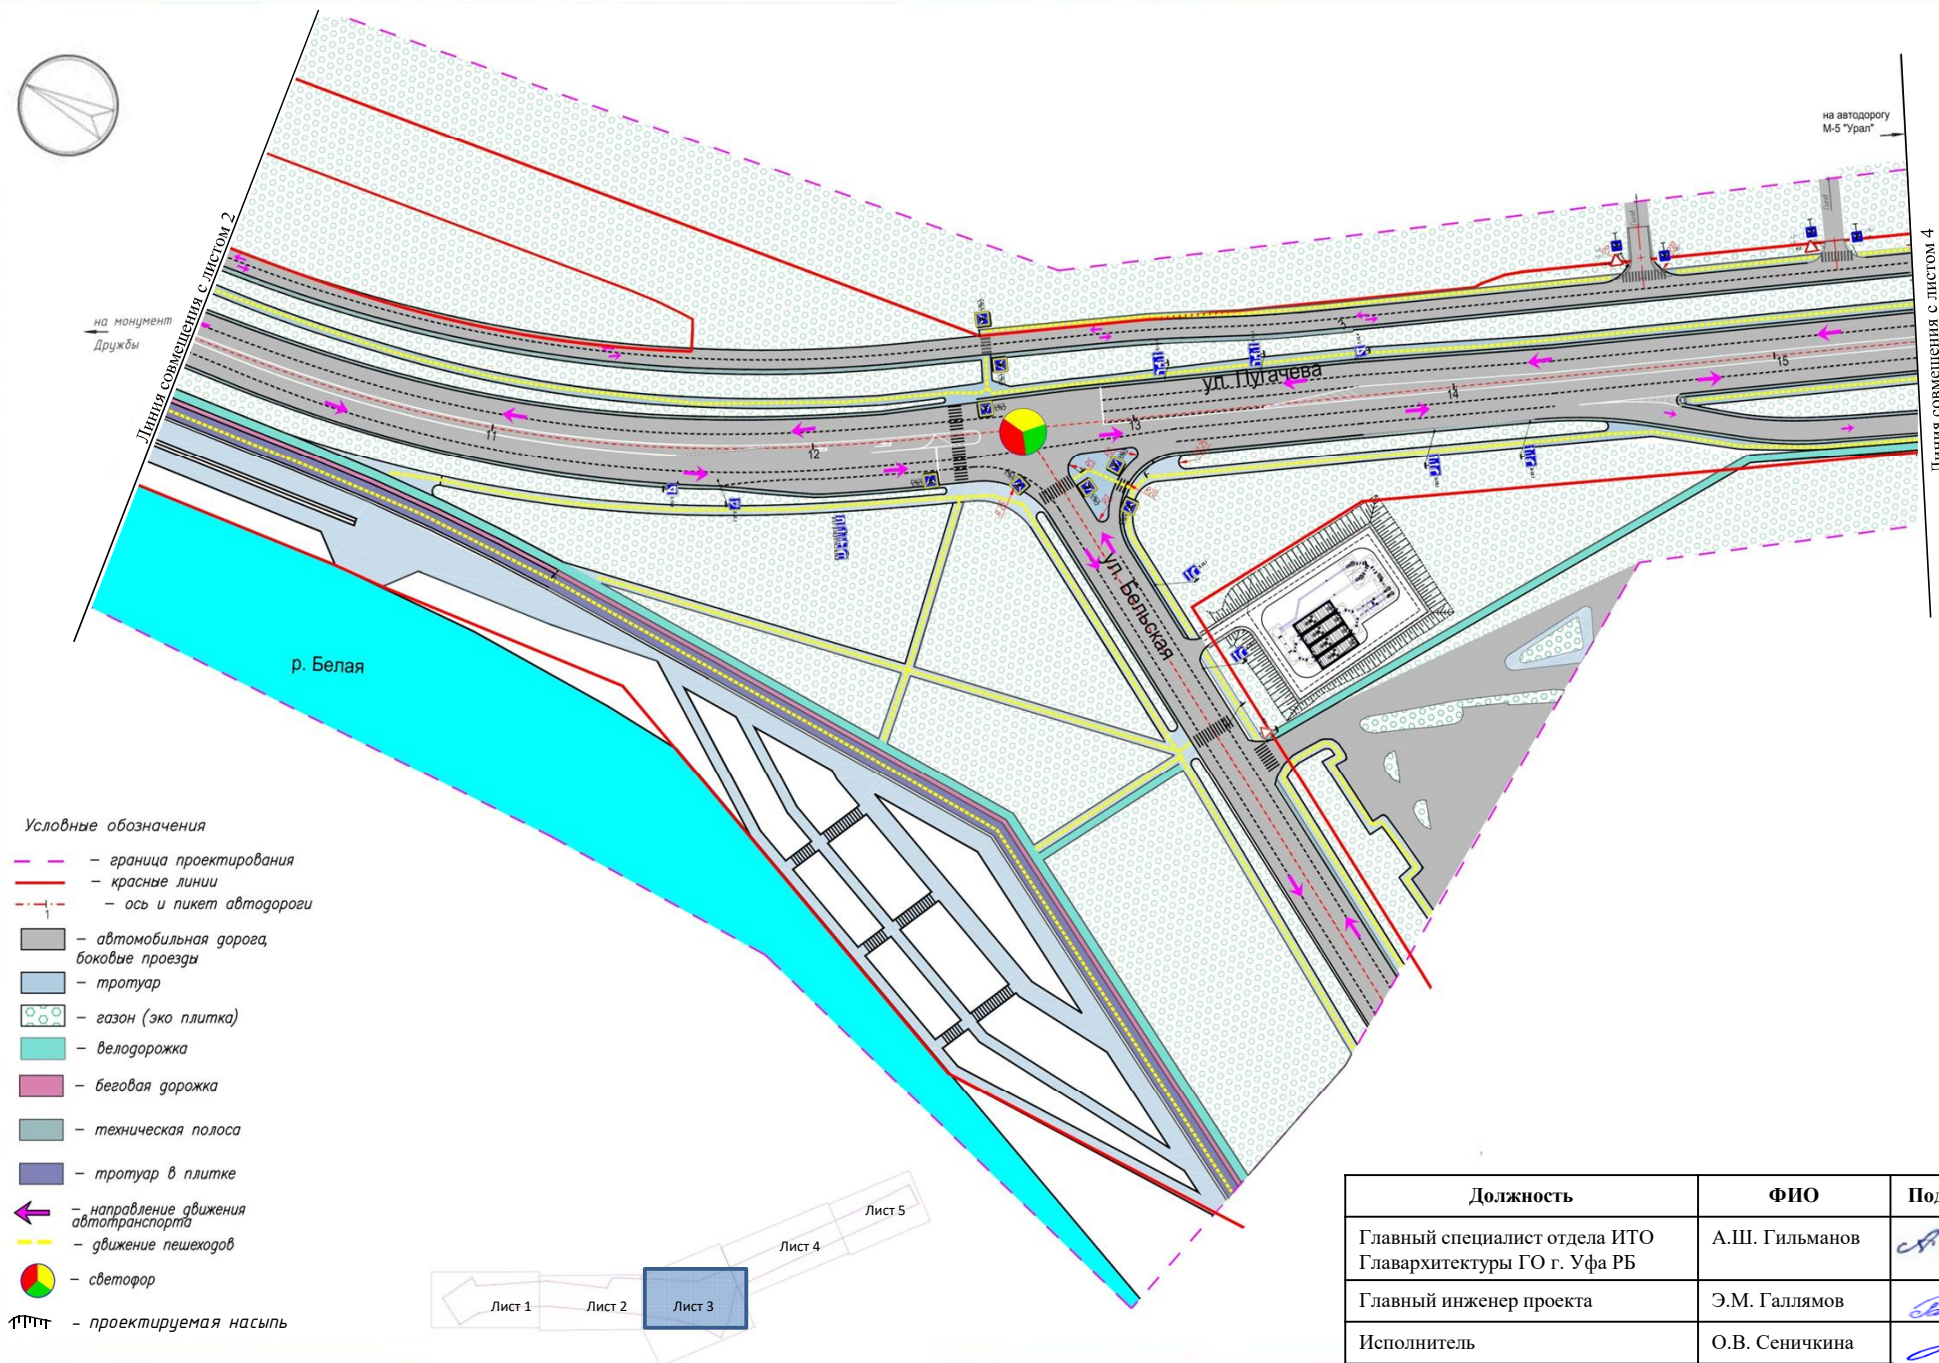 на автодорогу
М-5 "Урал"
Линия совмещения с листом 2
Линия совмещения с листом 4
на монумент
Дружбы
ул. Пугачева
11
12
13
14
15
ул. Бельская
р. Белая
Условные обозначения
– граница проектирования
– красные линии
– ось и пикет автодороги
1
– автомобильная дорога,
боковые проезды
– тротуар
– газон (эко плитка)
– велодорожка
– беговая дорожка
– техническая полоса
– тротуар в плитке
– направление движения
автотранспорта
– движение пешеходов
– светофор
– проектируемая насыпь
Лист 1
Лист 2
Лист 3
Лист 4
Лист 5
Должность ФИО
Главный специалист отдела ИТО
Главархитектуры ГО г. Уфа РБ
А.Ш. Гильманов
Главный инженер проекта Э.М. Галлямов
Исполнитель О.В. Сеничкина